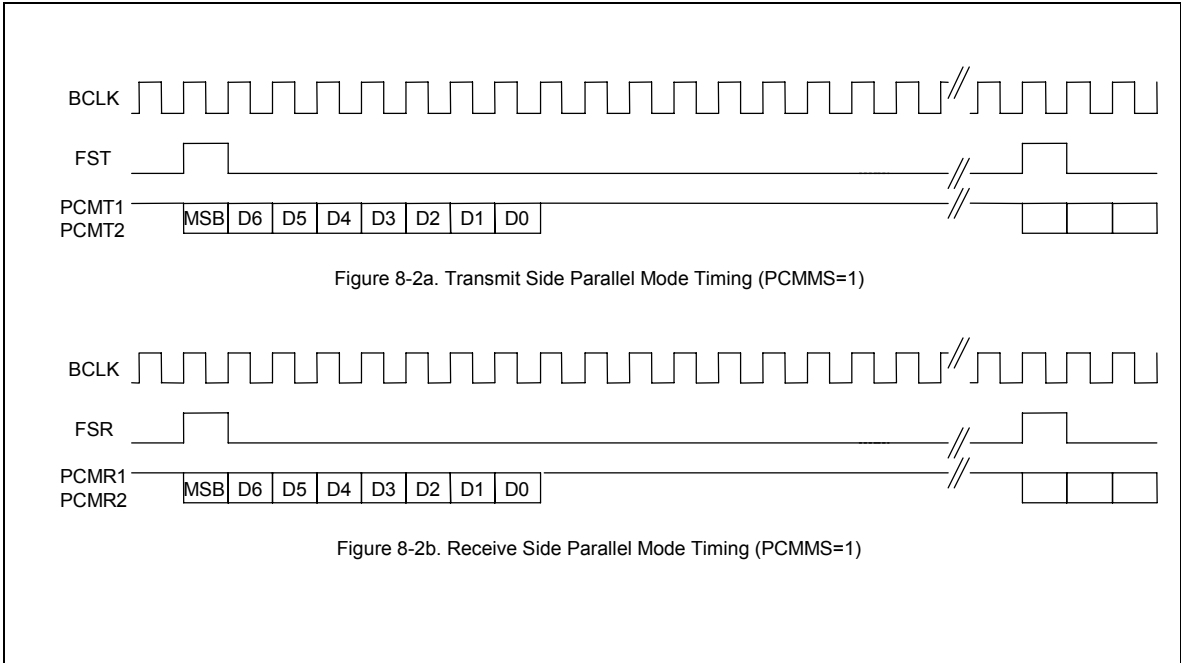 BCLK
FST
PCMT1
PCMT2
MSB D6 D5 D4 D3 D2 D1 D0
Figure 8-2a. Transmit Side Parallel Mode Timing (PCMMS=1)
BCLK
FSR
PCMR1
PCMR2
MSB D6 D5 D4 D3 D2 D1 D0
Figure 8-2b. Receive Side Parallel Mode Timing (PCMMS=1)